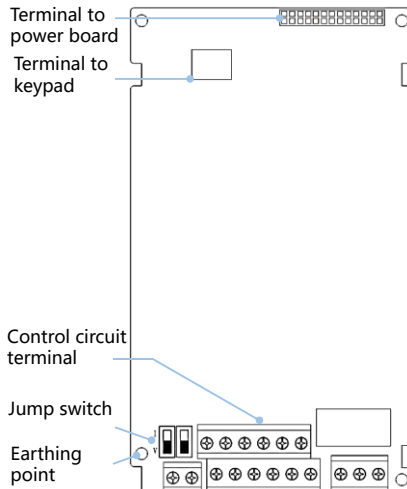 Terminal to
power board
Terminal to
keypad
Control circuit
terminal
Jump switch
I
V
Earthing
point